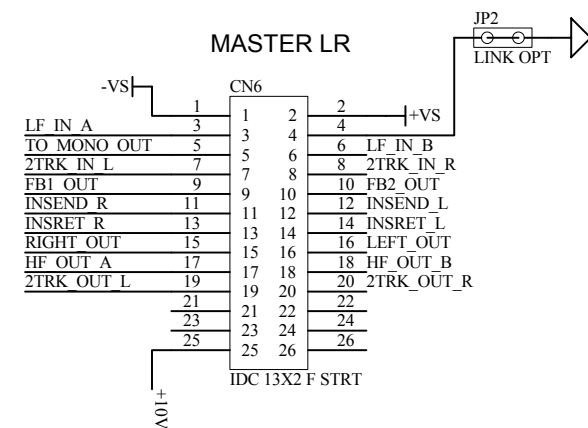 JP2
LINK OPT
MASTER LR
-VS
CN6
1 1 2 2 +VS
LF_IN_A 3 3 4 4
TO_MONO_OUT 5 5 6 6 LF_IN_B
2TRK_IN_L 7 7 8 8 2TRK_IN_R
FB1_OUT 9 9 10 10 FB2_OUT
INSEND_R 11 11 12 12 INSEND_L
INSRET_R 13 13 14 14 INSRET_L
RIGHT_OUT 15 15 16 16 LEFT_OUT
HF_OUT_A 17 17 18 18 HF_OUT_B
2TRK_OUT_L 19 19 20 20 2TRK_OUT_R
21 21 22 22
23 23 24 24
25 25 26 26
IDC 13X2 F STRT
+10V